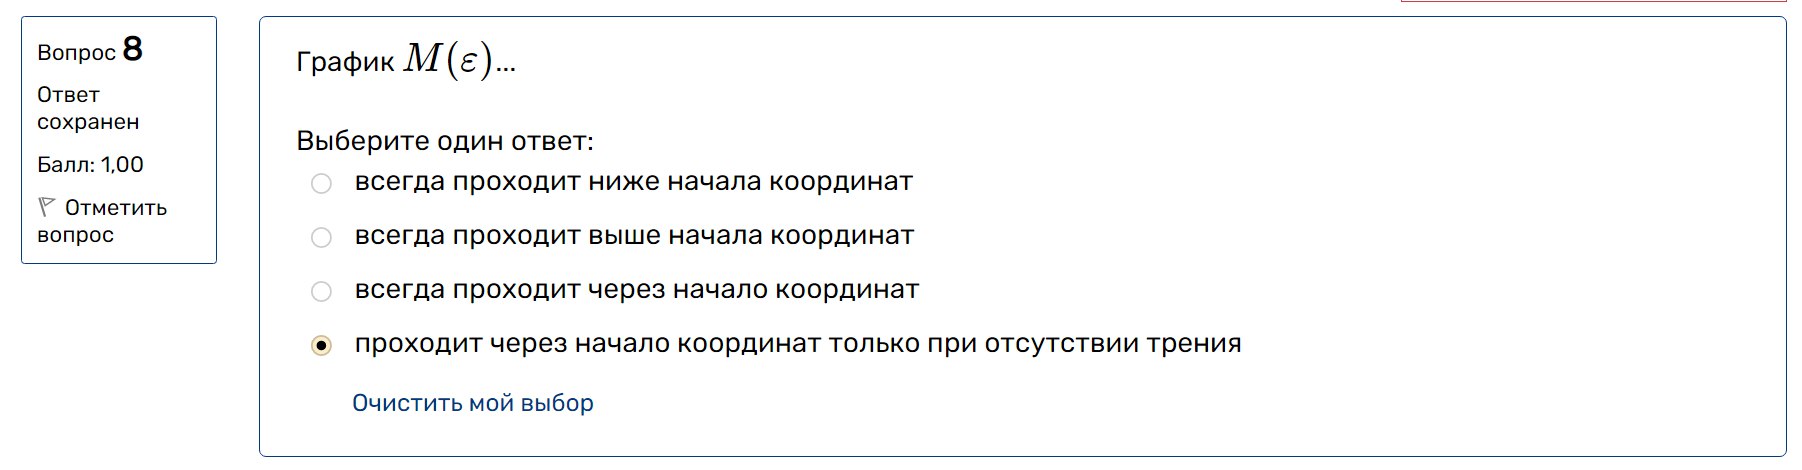 Вопрос 8
Ответ
сохранен
Балл: 1,00
Отметить
вопрос
График M(ε)...
Выберите один ответ:
всегда проходит ниже начала координат
всегда проходит выше начала координат
всегда проходит через начало координат
проходит через начало координат только при отсутствии трения
Очистить мой выбор